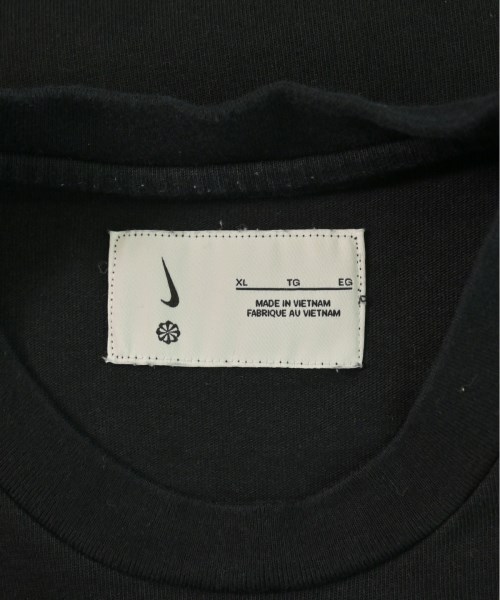 XL TG EG
MADE IN VIETNAM
FABRIQUE AU VIETNAM